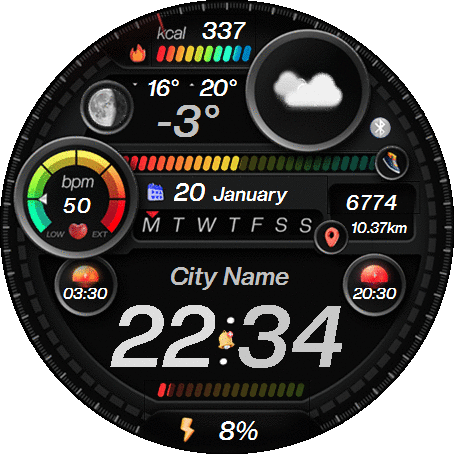 kcal 337
16° 20°
-3°
bpm
50
LOW EXT
20 January
6774
M T W T F S S
10.37km
City Name
03:30
20:30
22:34
8%